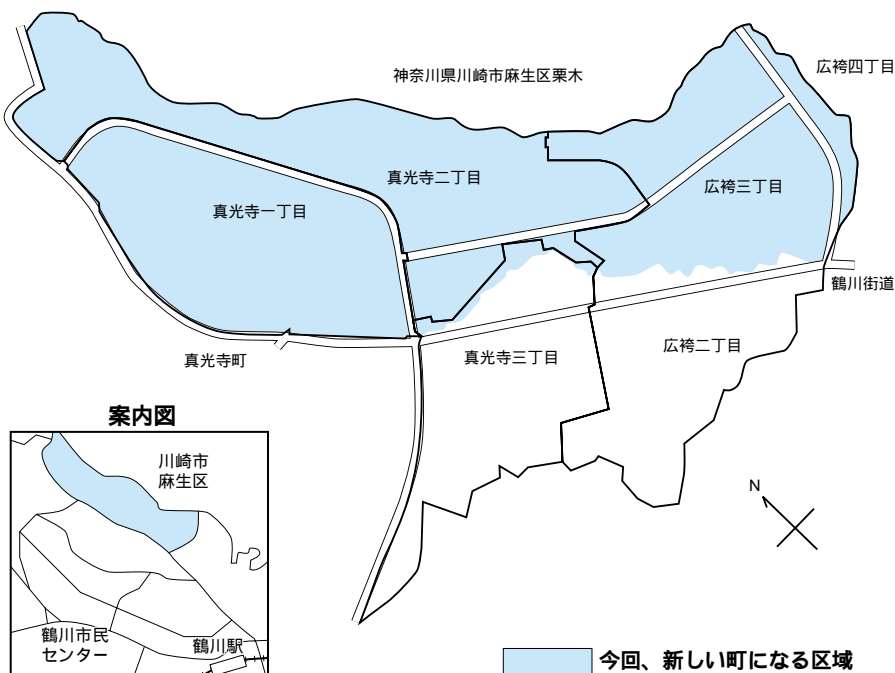 神奈川県川崎市麻生区栗木
広袴四丁目
真光寺二丁目
広袴三丁目
真光寺一丁目
鶴川街道
真光寺町
真光寺三丁目
広袴二丁目
案内図
川崎市
麻生区
鶴川市民
センター
鶴川駅
N
今回、新しい町になる区域